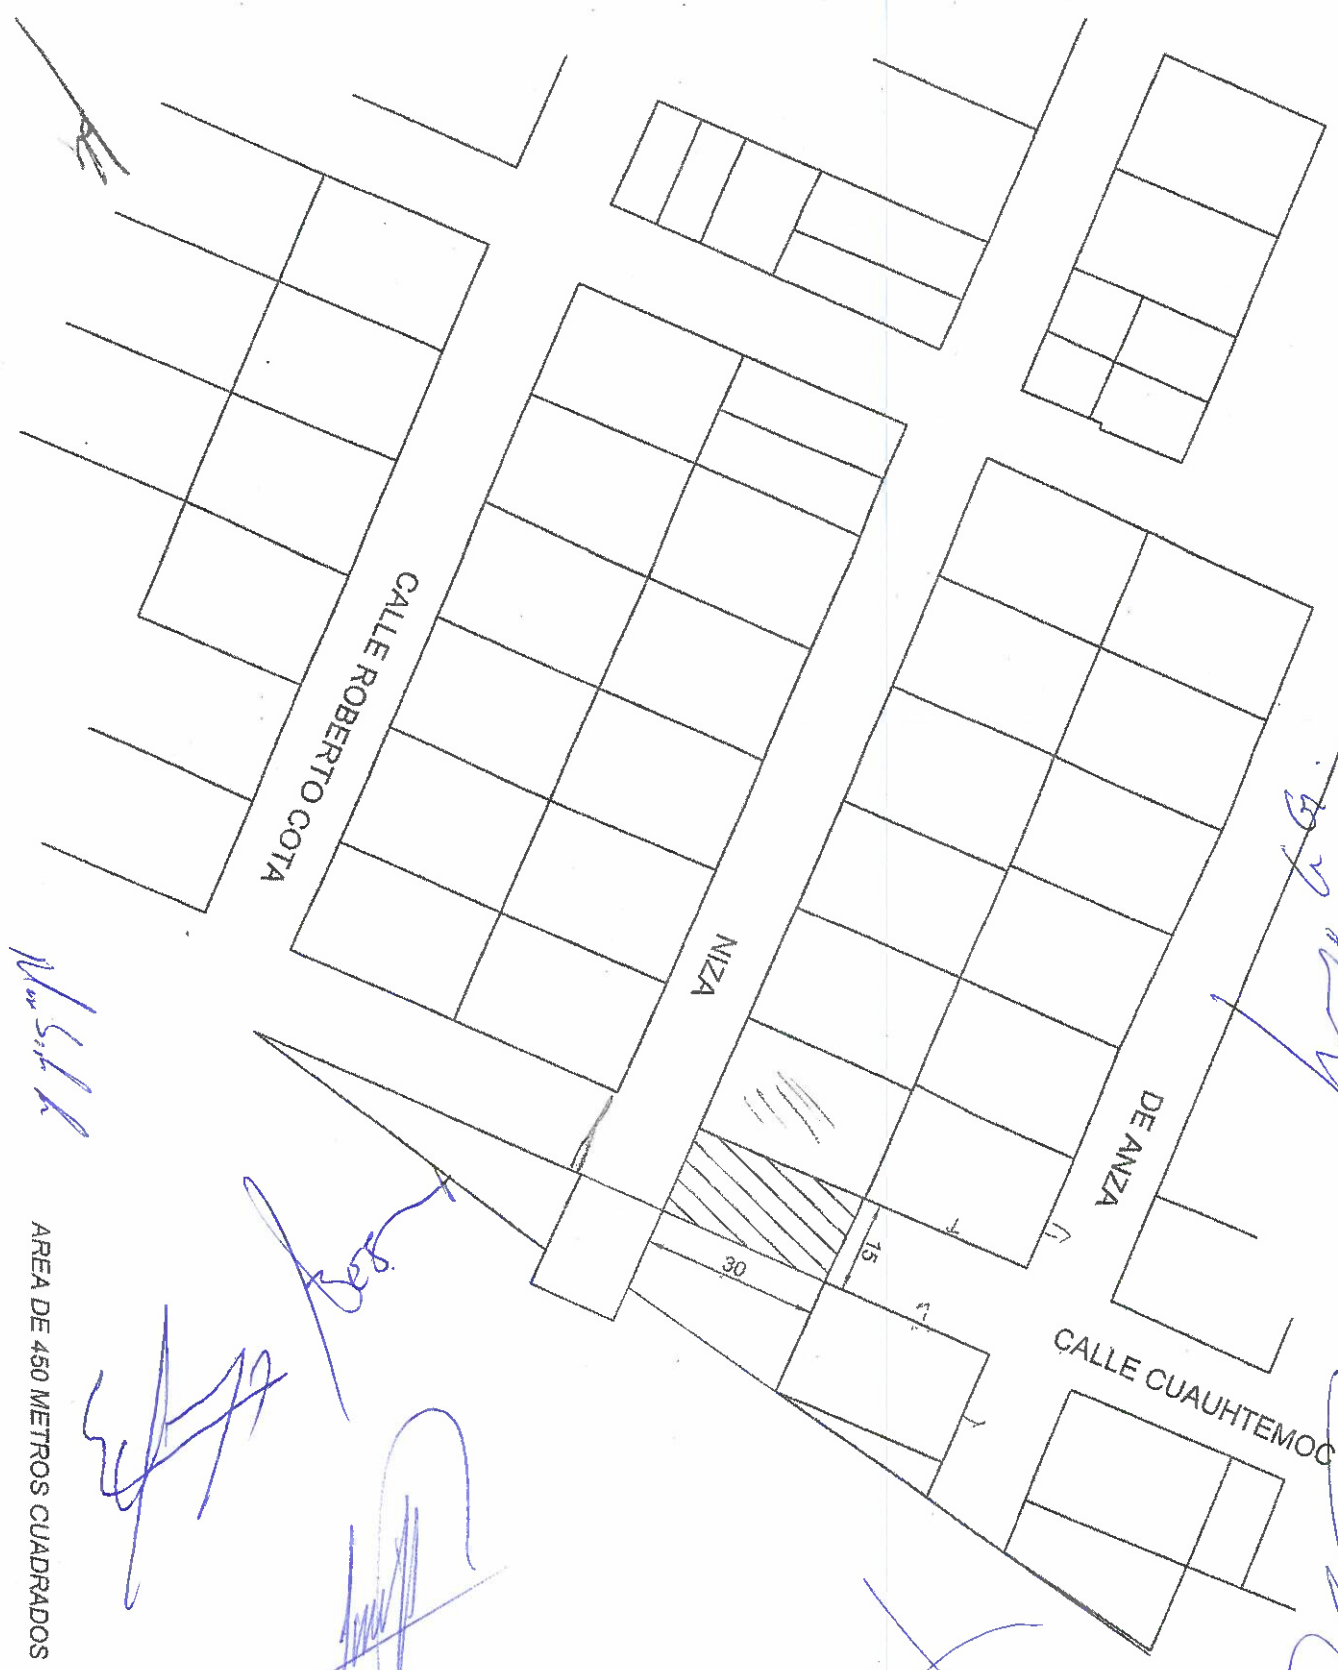 CALLE ROBERTO COTA
NIZA
DE ANZA
15
30
CALLE CUAUHTEMOC
AREA DE 450 METROS CUADRADOS